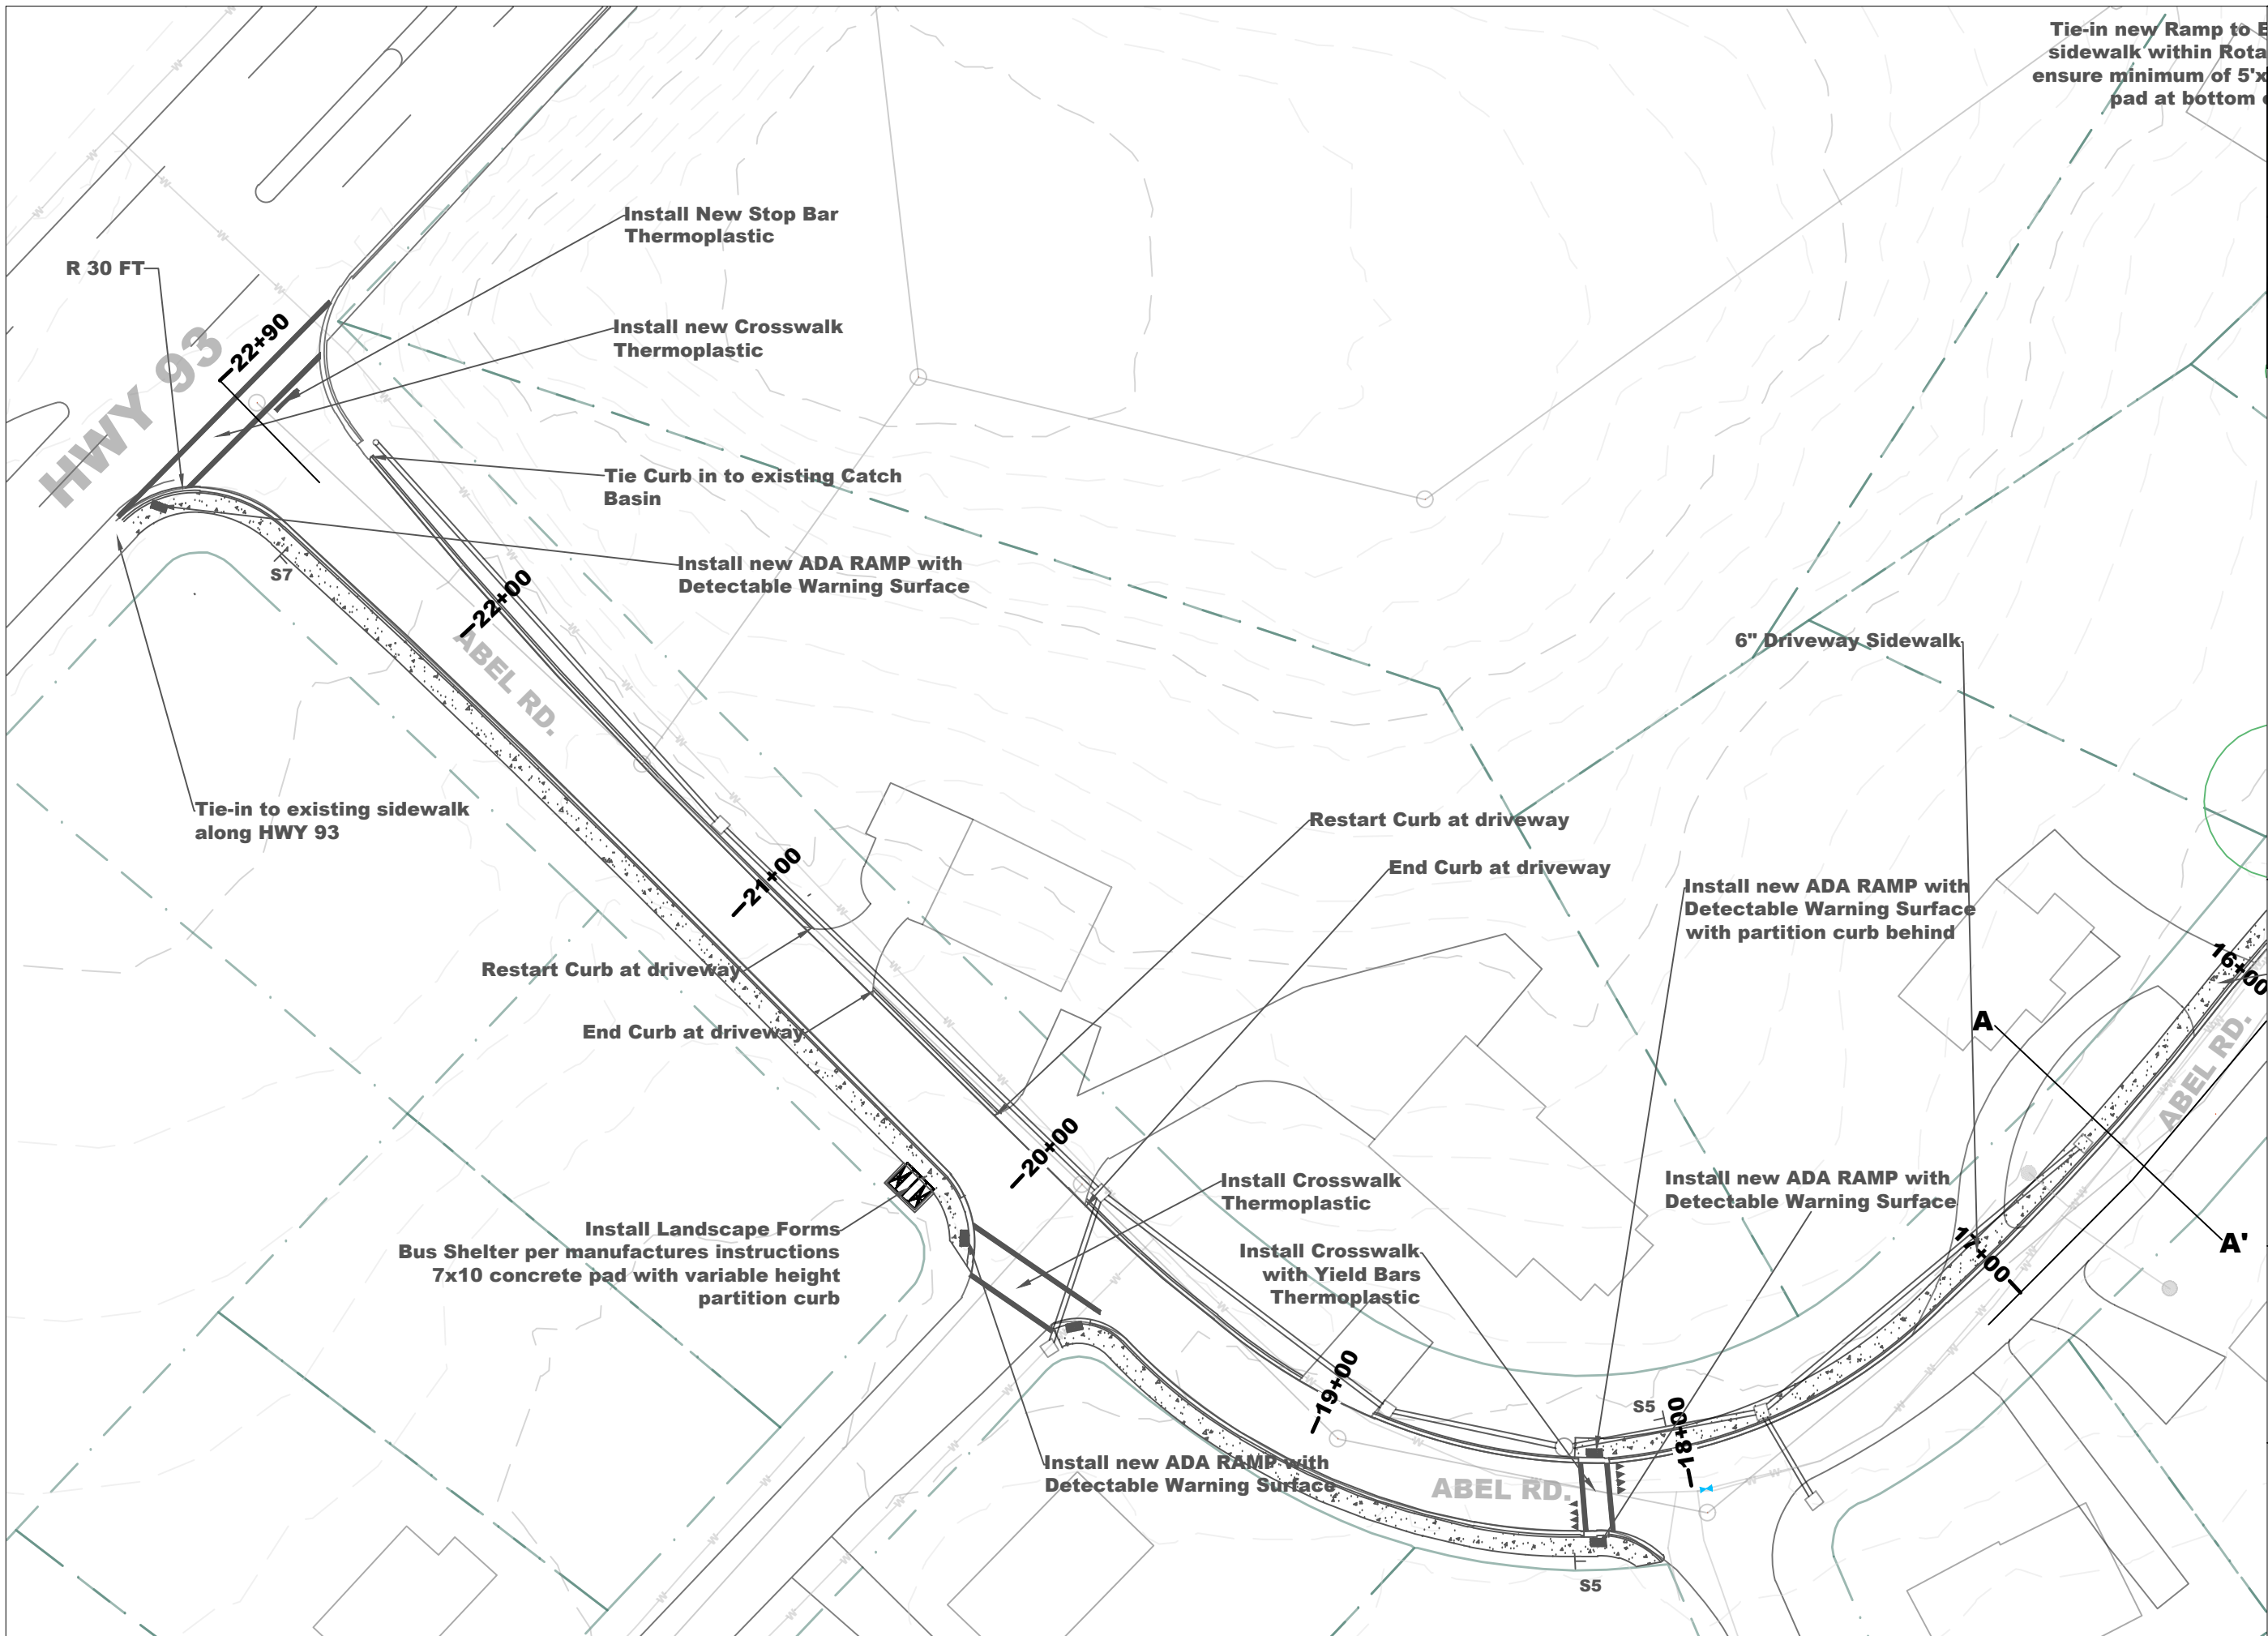 Tie-in new Ramp to E
sidewalk within Rota
ensure minimum of 5'x
pad at bottom
Install New Stop Bar
Thermoplastic
R 30 FT
Install new Crosswalk
Thermoplastic
22+90
HWY 93
Tie Curb in to existing Catch
Basin
Install new ADA RAMP with
Detectable Warning Surface
S7
22+00
ABEL RD.
6" Driveway Sidewalk
Tie-in to existing sidewalk
along HWY 93
Restart Curb at driveway
End Curb at driveway
21+00
Install new ADA RAMP with
Detectable Warning Surface
with partition curb behind
Restart Curb at driveway
End Curb at driveway
16+00
A
ABEL RD.
20+00
Install Crosswalk
Thermoplastic
Install new ADA RAMP with
Detectable Warning Surface
Install Landscape Forms
Bus Shelter per manufactures instructions
7x10 concrete pad with variable height
partition curb
Install Crosswalk
with Yield Bars
Thermoplastic
17+00
A'
19+00
S5
18+00
Install new ADA RAMP with
Detectable Warning Surface
ABEL RD.
S5